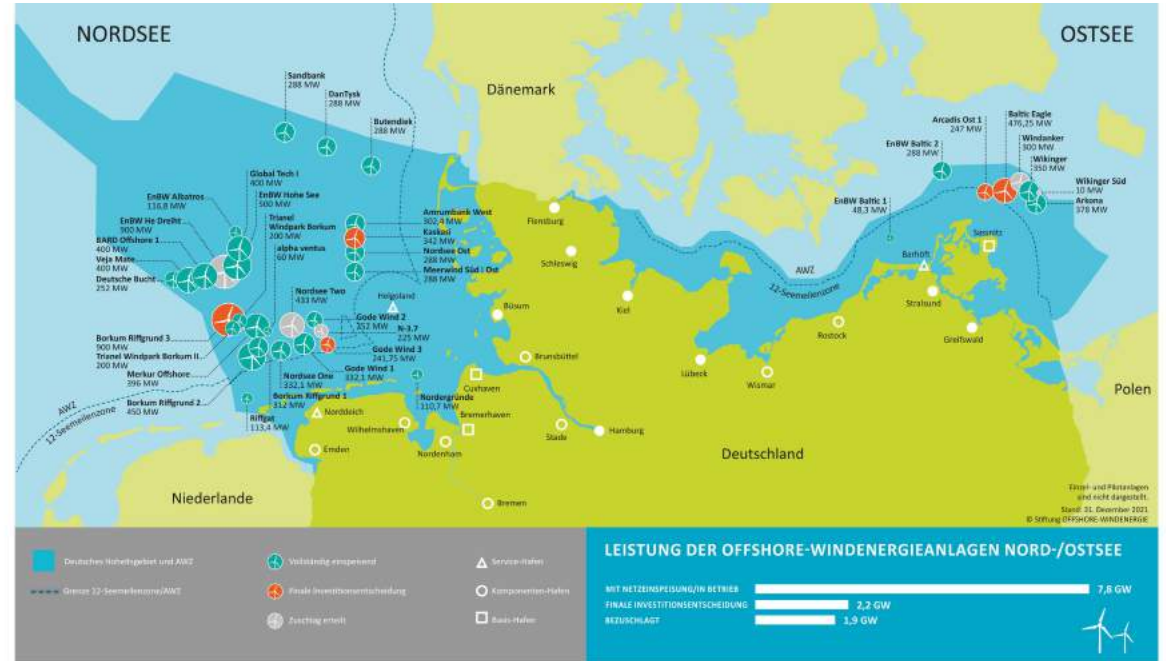 NORDSEE
OSTSEE
Dänemark
Sandbank
288 MW
DanTysk
288 MW
Butendiek
288 MW
Global Tech I
400 MW
EnBW Albatros
116,8 MW
EnBW Hohe See
500 MW
EnBW He Dreiht
900 MW
Trianel
Windpark Borkum
200 MW
BARD Offshore 1
400 MW
alpha ventus
60 MW
Veja Mate
400 MW
Deutsche Bucht
252 MW
Nordsee Two
433 MW
Amrumbank West
302,4 MW
Kaskasi
342 MW
Nordsee Ost
288 MW
Meerwind Süd | Ost
288 MW
Helgoland
Gode Wind 2
252 MW
N-3.7
225 MW
Gode Wind 3
241,75 MW
Gode Wind 1
332,1 MW
Borkum Riffgrund 3
900 MW
Trianel Windpark Borkum II
200 MW
Merkur Offshore
396 MW
Nordsee One
332,1 MW
Borkum Riffgrund 2
450 MW
Borkum Riffgrund 1
312 MW
Riffgat
113,4 MW
Nordergründe
110,7 MW
AWZ
12-Seemeilenzone
Arcadis Ost 1
247 MW
Baltic Eagle
476,25 MW
Windanker
300 MW
Wikinger
350 MW
EnBW Baltic 2
288 MW
Wikinger Süd
10 MW
Arkona
378 MW
EnBW Baltic 1
48,3 MW
AWZ
12-Seemeilenzone
Flensburg
Schleswig
Kiel
Büsum
Brunsbüttel
Cuxhaven
Bremerhaven
Norddeich
Wilhelmshaven
Emden
Nordenham
Stade
Hamburg
Bremen
Lübeck
Wismar
Rostock
Barhöft
Sassnitz
Stralsund
Greifswald
Polen
Deutschland
Niederlande
Einzel- und Pilotanlagen
sind nicht dargestellt.
Stand: 31. Dezember 2021
© Stiftung OFFSHORE-WINDENERGIE
Deutsches Hoheitsgebiet und AWZ
Grenze 12-Seemeilenzone/AWZ
Vollständig einspeisend
Finale Investitionsentscheidung
Zuschlag erteilt
Service-Hafen
Komponenten-Hafen
Basis-Hafen
LEISTUNG DER OFFSHORE-WINDENERGIEANLAGEN NORD-/OSTSEE
MIT NETZEINSPEISUNG/IN BETRIEB 7,8 GW
FINALE INVESTITIONSENTSCHEIDUNG 2,2 GW
BEZUSCHLAGT 1,9 GW